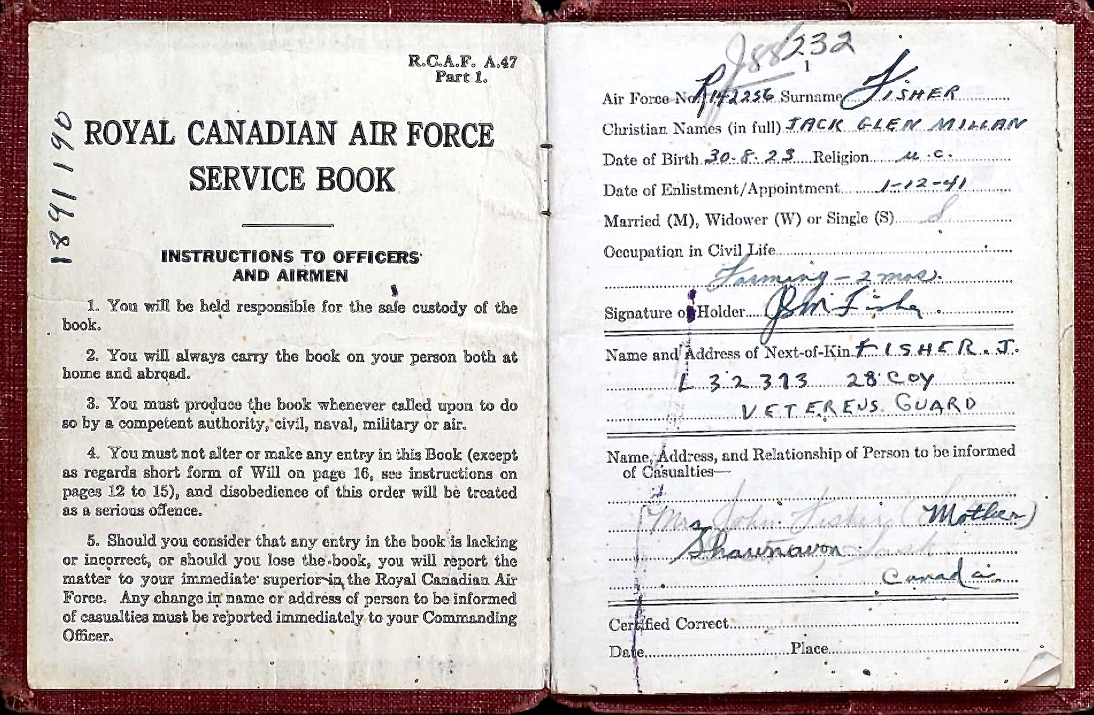 R.C.A.F. A.47
Part 1.
1891190
ROYAL CANADIAN AIR FORCE
SERVICE BOOK
INSTRUCTIONS TO OFFICERS
AND AIRMEN
1. You will be held responsible for the safe custody of the
book.
2. You will always carry the book on your person both at
home and abroad.
3. You must produce the book whenever called upon to do
so by a competent authority, civil, naval, military or air.
4. You must not alter or make any entry in this Book (except
as regards short form of Will on page 16, see instructions on
pages 12 to 15), and disobedience of this order will be treated
as a serious offence.
5. Should you consider that any entry in the book is lacking
or incorrect, or should you lose the book, you will report the
matter to your immediate superior in the Royal Canadian Air
Force. Any change in name or address of person to be informed
of casualties must be reported immediately to your Commanding
Officer.
J88232
1
Air Force No. R142256 Surname FISHER
Christian Names (in full) JACK GLEN MILLAN
Date of Birth 30-8-23 Religion U.C.
Date of Enlistment/Appointment 1-12-41
Married (M), Widower (W) or Single (S) S
Occupation in Civil Life
Farming - 2 mos.
Signature of Holder JGM Fisher.
Name and Address of Next-of-Kin FISHER. J.
L 32393 28 COY
VETERENS GUARD
Name, Address, and Relationship of Person to be informed
of Casualties—
Mrs John Fisher (Mother)
Shaunavon Sask
Canada.
Certified Correct
Date Place